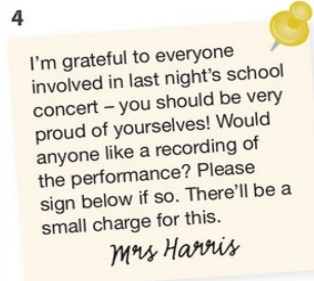 4
I'm grateful to everyone
involved in last night's school
concert – you should be very
proud of yourselves! Would
anyone like a recording of
the performance? Please
sign below if so. There'll be a
small charge for this.
Mrs Harris